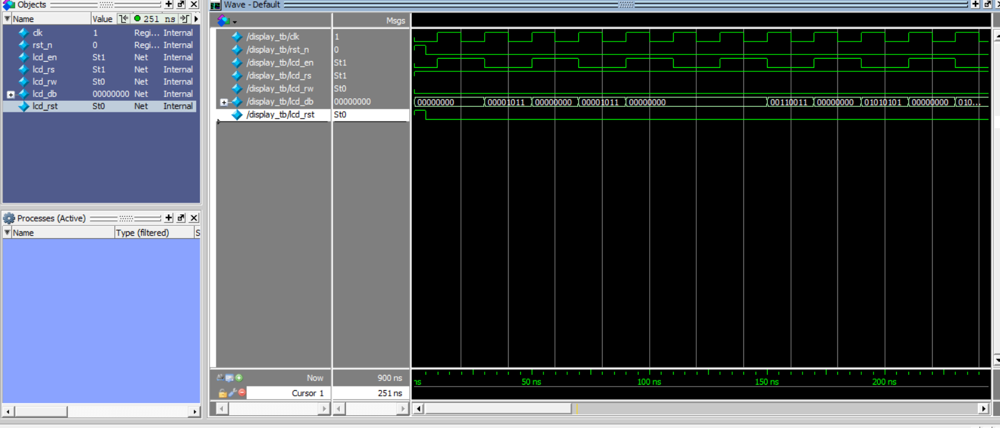 Objects
Name Value 251 ns
clk 1 Regi... Internal
rst_n 0 Regi... Internal
lcd_en St1 Net Internal
lcd_rs St1 Net Internal
lcd_rw St0 Net Internal
lcd_db 00000000 Net Internal
lcd_rst St0 Net Internal
Processes (Active)
Name Type (filtered) S
Wave - Default
Msgs
/display_tb/clk 1
/display_tb/rst_n 0
/display_tb/lcd_en St1
/display_tb/lcd_rs St1
/display_tb/lcd_rw St0
/display_tb/lcd_db 00000000 00000000 00001011 00000000 00001011 00000000 00110011 00000000 01010101 00000000 010...
/display_tb/lcd_rst St0
Now 900 ns ns 50 ns 100 ns 150 ns 200 ns
Cursor 1 251 ns